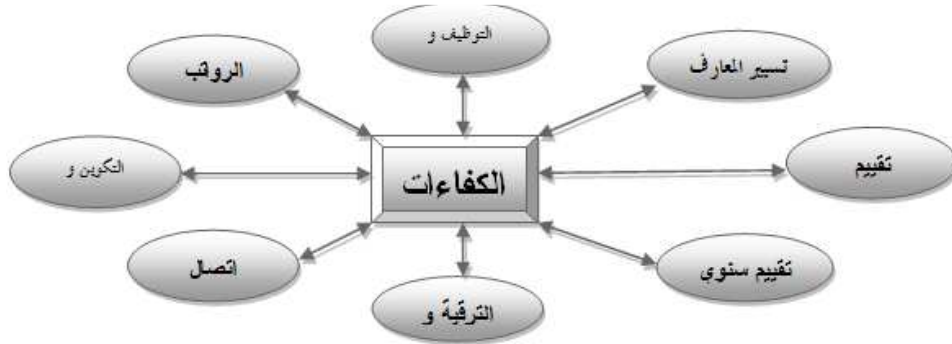 التوظيف و
تسيير المعارف
الرواتب
تقييم
الكفاءات
التكوين و
تقييم سنوي
اتصال
الترقية و